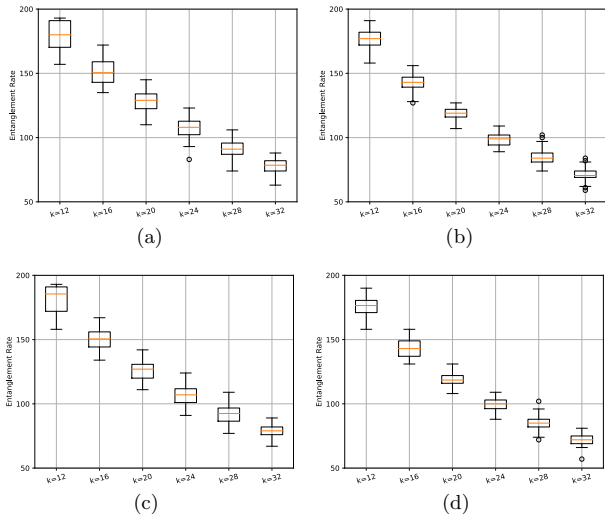 200
150
100
50
Entanglement Rate
k=12 k=16 k=20 k=24 k=28 k=32
(a)
200
150
100
50
Entanglement Rate
k=12 k=16 k=20 k=24 k=28 k=32
(b)
200
150
100
50
Entanglement Rate
k=12 k=16 k=20 k=24 k=28 k=32
(c)
200
150
100
50
Entanglement Rate
k=12 k=16 k=20 k=24 k=28 k=32
(d)